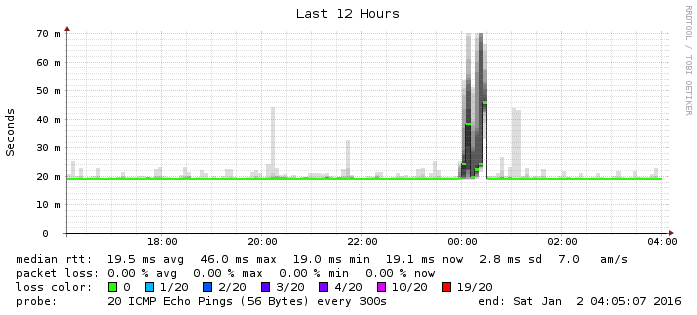 Last 12 Hours
RRDTOOL / TOBI OETIKER
Seconds
70 m
60 m
50 m
40 m
30 m
20 m
10 m
0
18:00 20:00 22:00 00:00 02:00 04:00
median rtt: 19.5 ms avg 46.0 ms max 19.0 ms min 19.1 ms now 2.8 ms sd 7.0 am/s
packet loss: 0.00 % avg 0.00 % max 0.00 % min 0.00 % now
loss color: 0 1/20 2/20 3/20 4/20 10/20 19/20
probe: 20 ICMP Echo Pings (56 Bytes) every 300s end: Sat Jan 2 04:05:07 2016